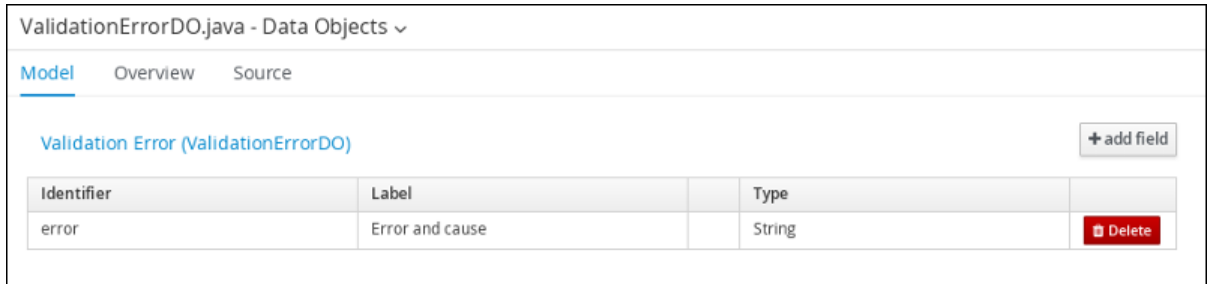 ValidationErrorDO.java - Data Objects
Model Overview Source
Validation Error (ValidationErrorDO) + add field
Identifier Label Type
error Error and cause String Delete